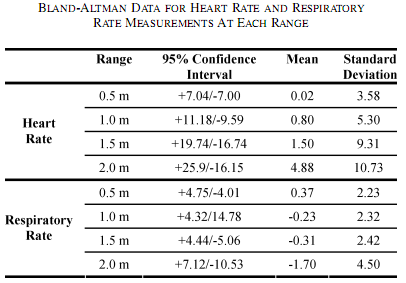 BLAND-ALTMAN DATA FOR HEART RATE AND RESPIRATORY
RATE MEASUREMENTS AT EACH RANGE
Range 95% Confidence Interval Mean Standard Deviation
Heart Rate
0.5 m +7.04/-7.00 0.02 3.58
1.0 m +11.18/-9.59 0.80 5.30
1.5 m +19.74/-16.74 1.50 9.31
2.0 m +25.9/-16.15 4.88 10.73
Respiratory Rate
0.5 m +4.75/-4.01 0.37 2.23
1.0 m +4.32/14.78 -0.23 2.32
1.5 m +4.44/-5.06 -0.31 2.42
2.0 m +7.12/-10.53 -1.70 4.50